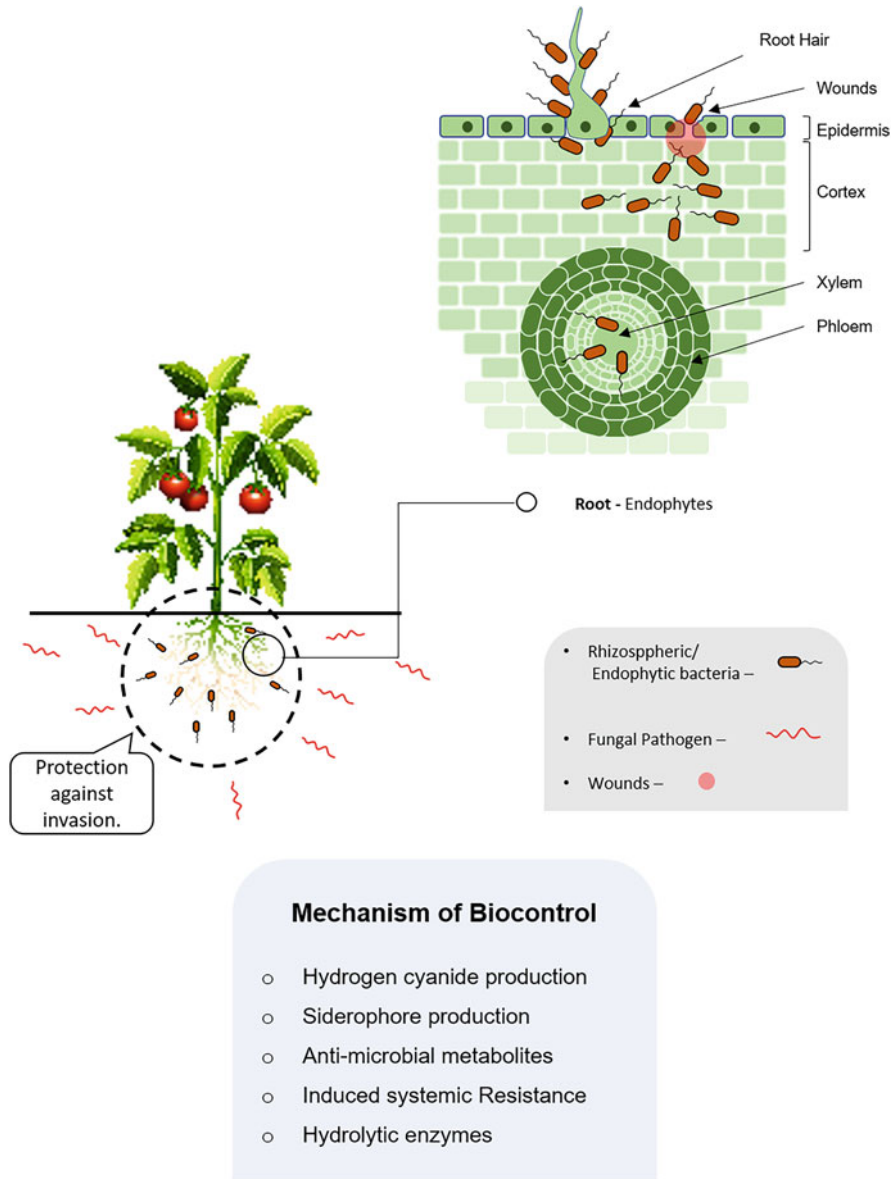 Root Hair
Wounds
Epidermis
Cortex
Xylem
Phloem
Root - Endophytes
Protection
against
invasion.
• Rhizosppheric/
Endophytic bacteria –
• Fungal Pathogen –
• Wounds –
Mechanism of Biocontrol
o Hydrogen cyanide production
o Siderophore production
o Anti-microbial metabolites
o Induced systemic Resistance
o Hydrolytic enzymes